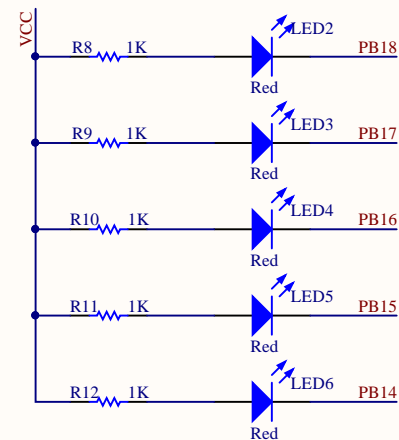 VCC
LED2
R8 1K PB18
Red
LED3
R9 1K PB17
Red
LED4
R10 1K PB16
Red
LED5
R11 1K PB15
Red
LED6
R12 1K PB14
Red